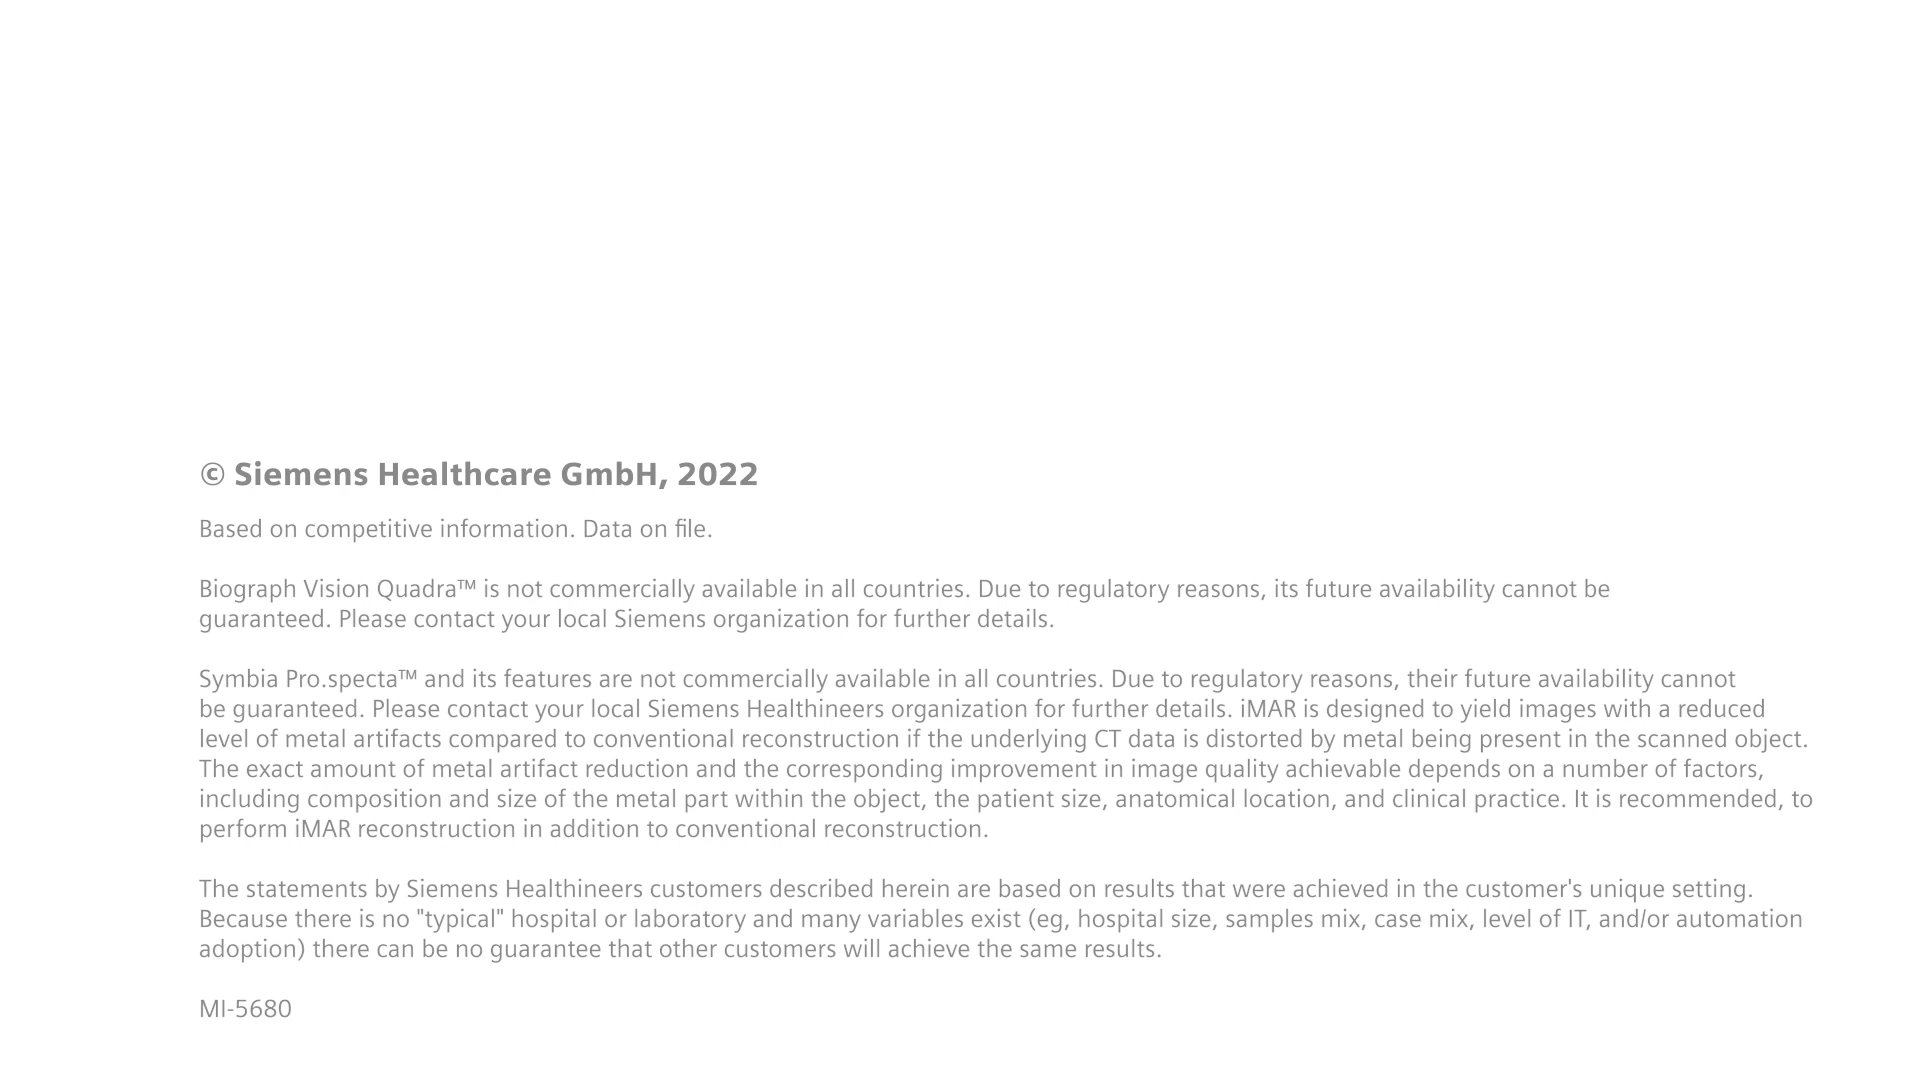 © Siemens Healthcare GmbH, 2022
Based on competitive information. Data on file.
Biograph Vision Quadra™ is not commercially available in all countries. Due to regulatory reasons, its future availability cannot be
guaranteed. Please contact your local Siemens organization for further details.
Symbia Pro.specta™ and its features are not commercially available in all countries. Due to regulatory reasons, their future availability cannot
be guaranteed. Please contact your local Siemens Healthineers organization for further details. iMAR is designed to yield images with a reduced
level of metal artifacts compared to conventional reconstruction if the underlying CT data is distorted by metal being present in the scanned object.
The exact amount of metal artifact reduction and the corresponding improvement in image quality achievable depends on a number of factors,
including composition and size of the metal part within the object, the patient size, anatomical location, and clinical practice. It is recommended, to
perform iMAR reconstruction in addition to conventional reconstruction.
The statements by Siemens Healthineers customers described herein are based on results that were achieved in the customer's unique setting.
Because there is no "typical" hospital or laboratory and many variables exist (eg, hospital size, samples mix, case mix, level of IT, and/or automation
adoption) there can be no guarantee that other customers will achieve the same results.
MI-5680